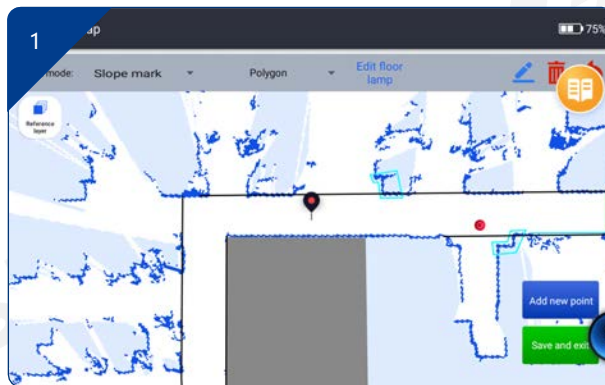 1
ap
75%
mode:
Slope mark
Polygon
Edit floor
lamp
Reference
layer
Add new point
Save and exit